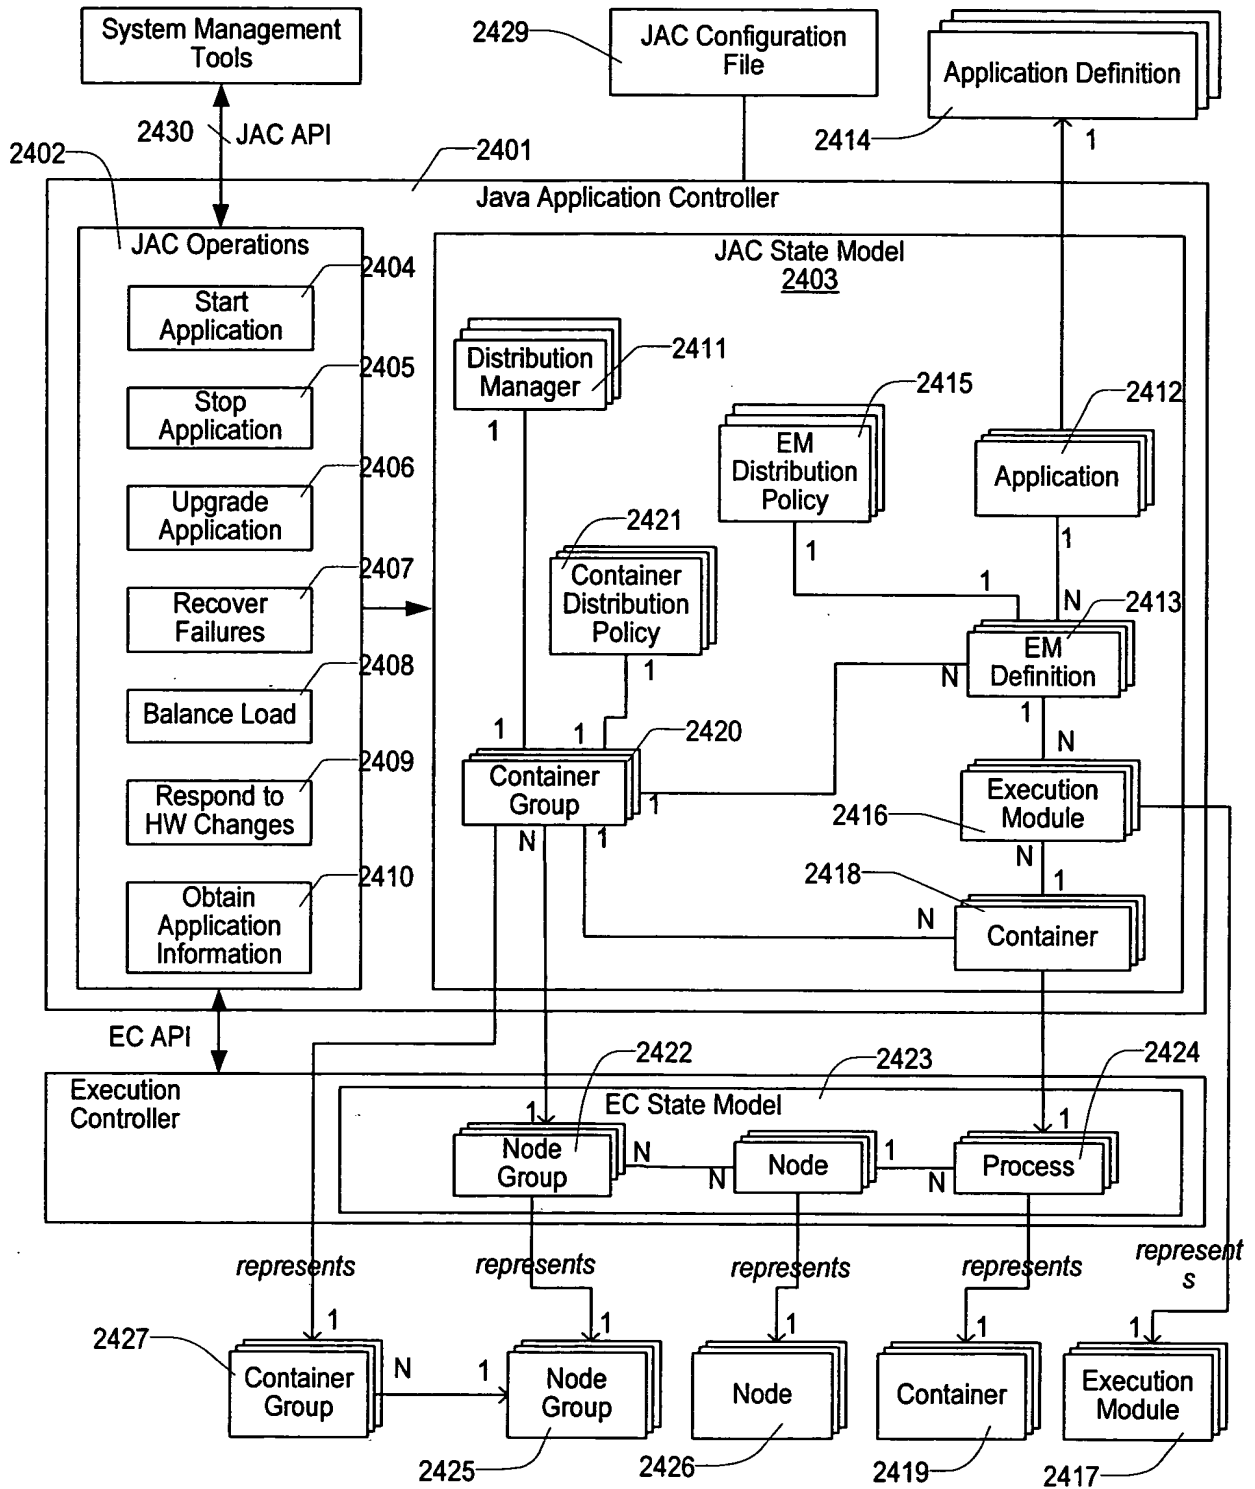 System Management
Tools
2429
JAC Configuration
File
Application Definition
2414
1
2430
JAC API
2402
2401
Java Application Controller
JAC Operations
2404
Start
Application
2405
Stop
Application
2406
Upgrade
Application
2407
Recover
Failures
2408
Balance Load
2409
Respond to
HW Changes
2410
Obtain
Application
Information
JAC State Model
2403
Distribution
Manager
2411
1
2415
EM
Distribution
Policy
1
2412
Application
1
2421
Container
Distribution
Policy
1
1
N
2413
EM
Definition
N
1
1
1
2420
Container
Group
1
N
1
N
Execution
Module
2416
N
2418
1
N
Container
EC API
Execution
Controller
2422
2423
2424
EC State Model
1
Node
Group
N
N
Node
1
N
1
Process
represents
represents
represents
represents
represent
s
2427
1
Container
Group
N
1
1
Node
Group
2425
1
Node
2426
1
Container
2419
1
Execution
Module
2417